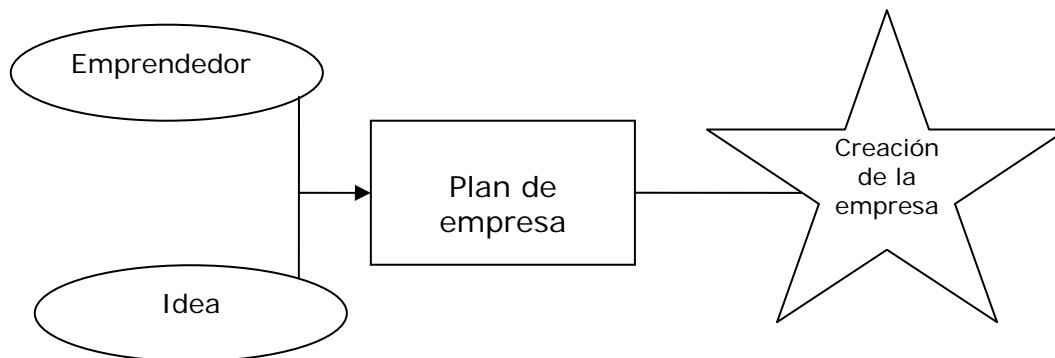 Emprendedor
Idea
Plan de
empresa
Creación
de la
empresa